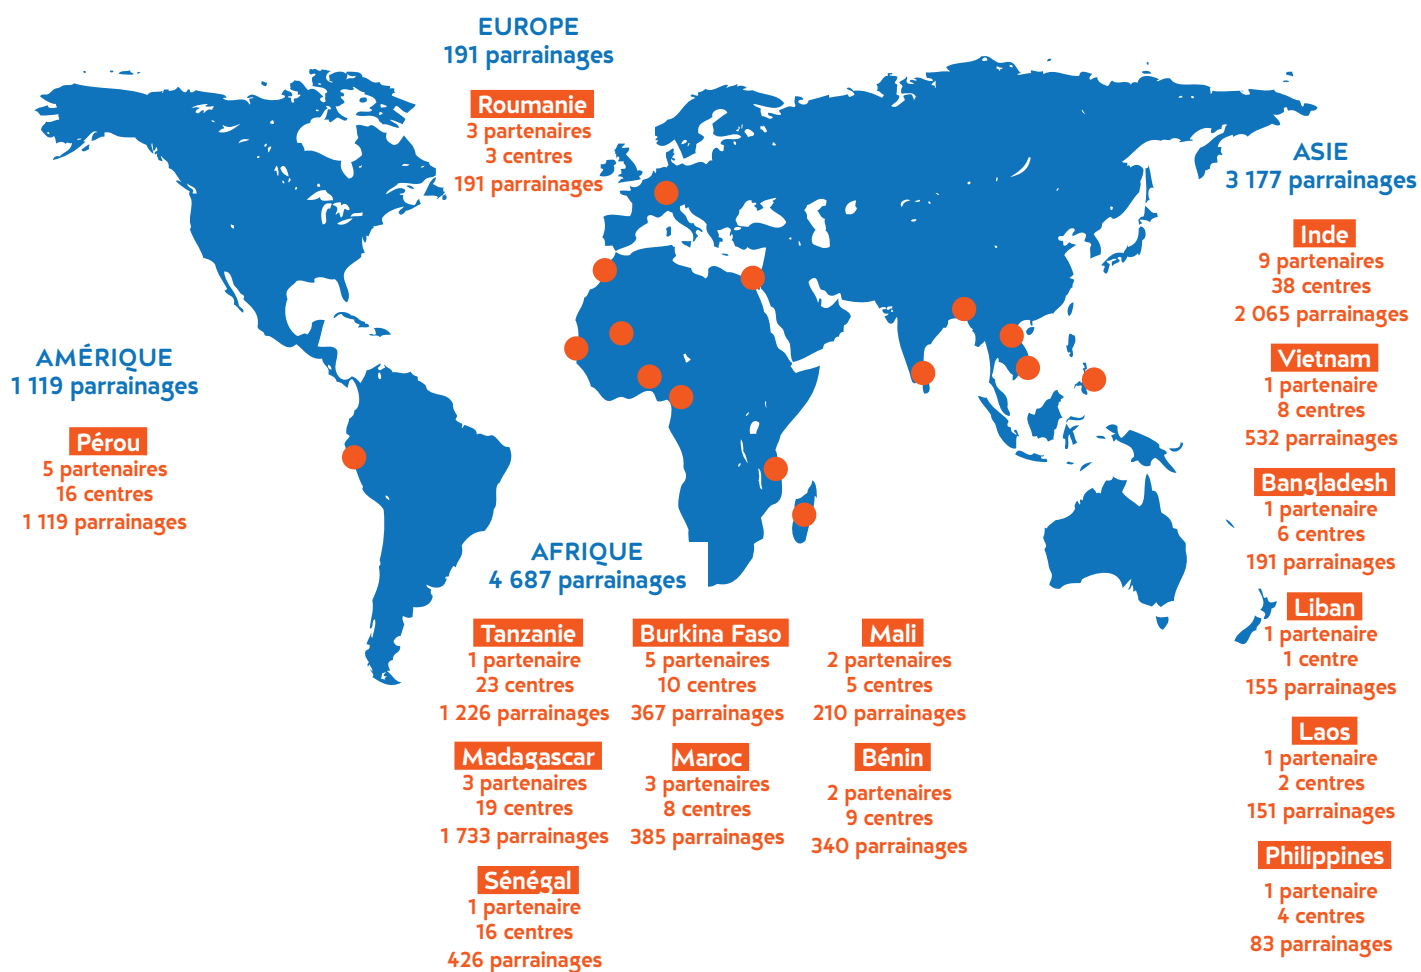 EUROPE
191 parrainages
Roumanie
3 partenaires
3 centres
191 parrainages
ASIE
3 177 parrainages
Inde
9 partenaires
38 centres
2 065 parrainages
Vietnam
1 partenaire
8 centres
532 parrainages
Bangladesh
1 partenaire
6 centres
191 parrainages
Liban
1 partenaire
1 centre
155 parrainages
Laos
1 partenaire
2 centres
151 parrainages
Philippines
1 partenaire
4 centres
83 parrainages
AMÉRIQUE
1 119 parrainages
Pérou
5 partenaires
16 centres
1 119 parrainages
AFRIQUE
4 687 parrainages
Tanzanie
1 partenaire
23 centres
1 226 parrainages
Burkina Faso
5 partenaires
10 centres
367 parrainages
Mali
2 partenaires
5 centres
210 parrainages
Madagascar
3 partenaires
19 centres
1 733 parrainages
Maroc
3 partenaires
8 centres
385 parrainages
Bénin
2 partenaires
9 centres
340 parrainages
Sénégal
1 partenaire
16 centres
426 parrainages